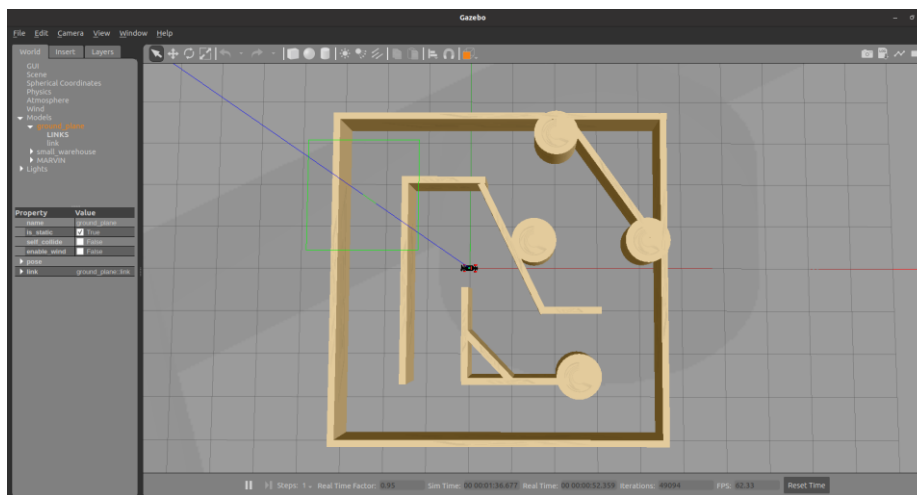 Gazebo
File Edit Camera View Window Help
World Insert Layers
GUI
Scene
Spherical Coordinates
Physics
Atmosphere
Wind
Models
ground_plane
LINKS
link
small_warehouse
MARVIN
Lights
Property Value
name ground_plane
is_static True
self_collide False
enable_wind False
pose
link ground_plane::link
Steps: 1 Real Time Factor: 0.95 Sim Time: 00 00:01:36.677 Real Time: 00 00:00:52.359 Iterations: 49094 FPS: 62.33 Reset Time